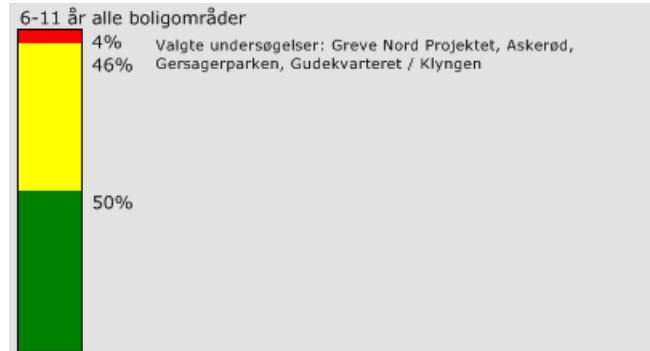 6-11 år alle boligområder
4%
Valgte undersøgelser: Greve Nord Projektet, Askerød,
46%
Gersagerparken, Gudekvarteret / Klyngen
50%